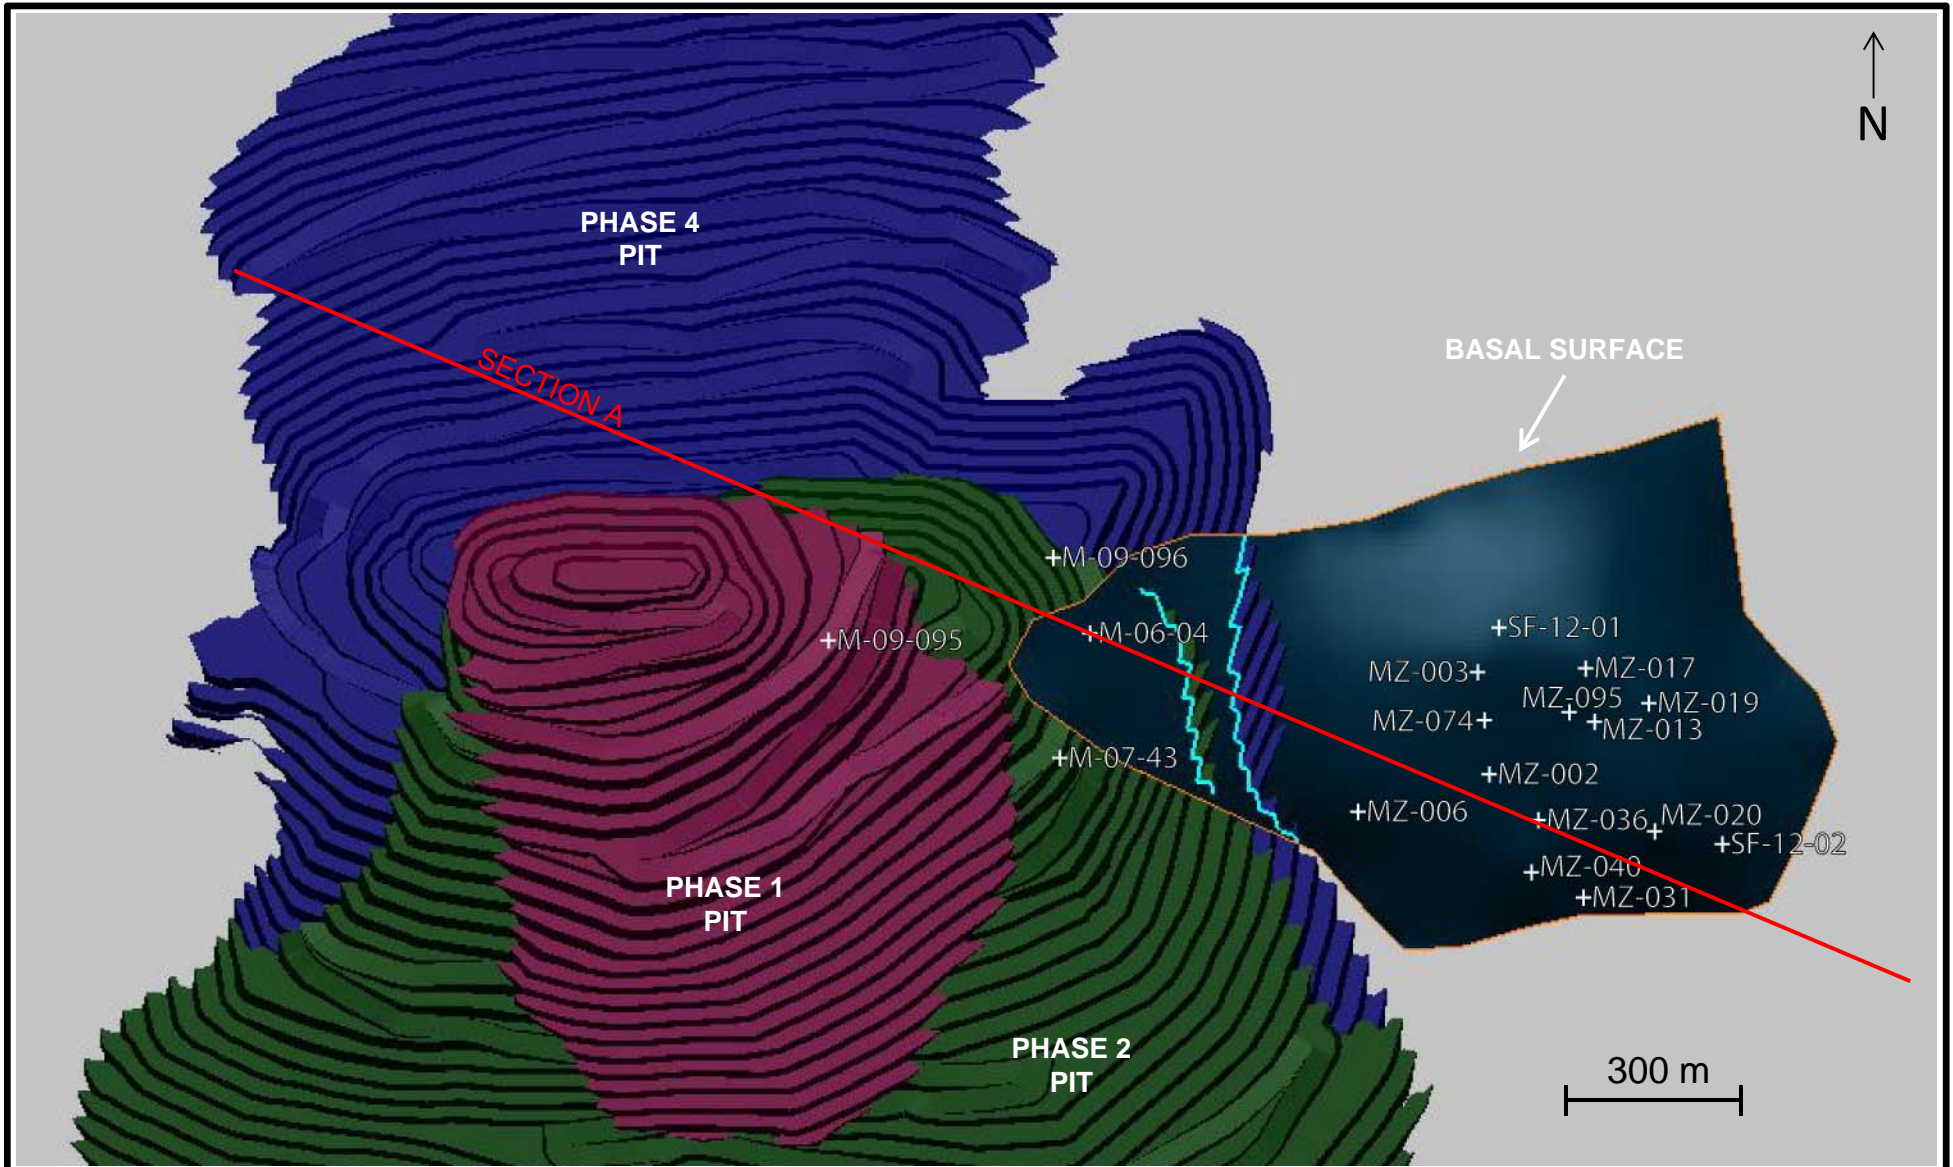 N
PHASE 4
PIT
BASAL SURFACE
SECTION A
M-09-096
SF-12-01
M-06-04
M-09-095
MZ-003
MZ-017
MZ-095
MZ-019
MZ-074
MZ-013
M-07-43
MZ-002
MZ-006
MZ-036
MZ-020
SF-12-02
MZ-040
PHASE 1
PIT
MZ-031
PHASE 2
PIT
300 m